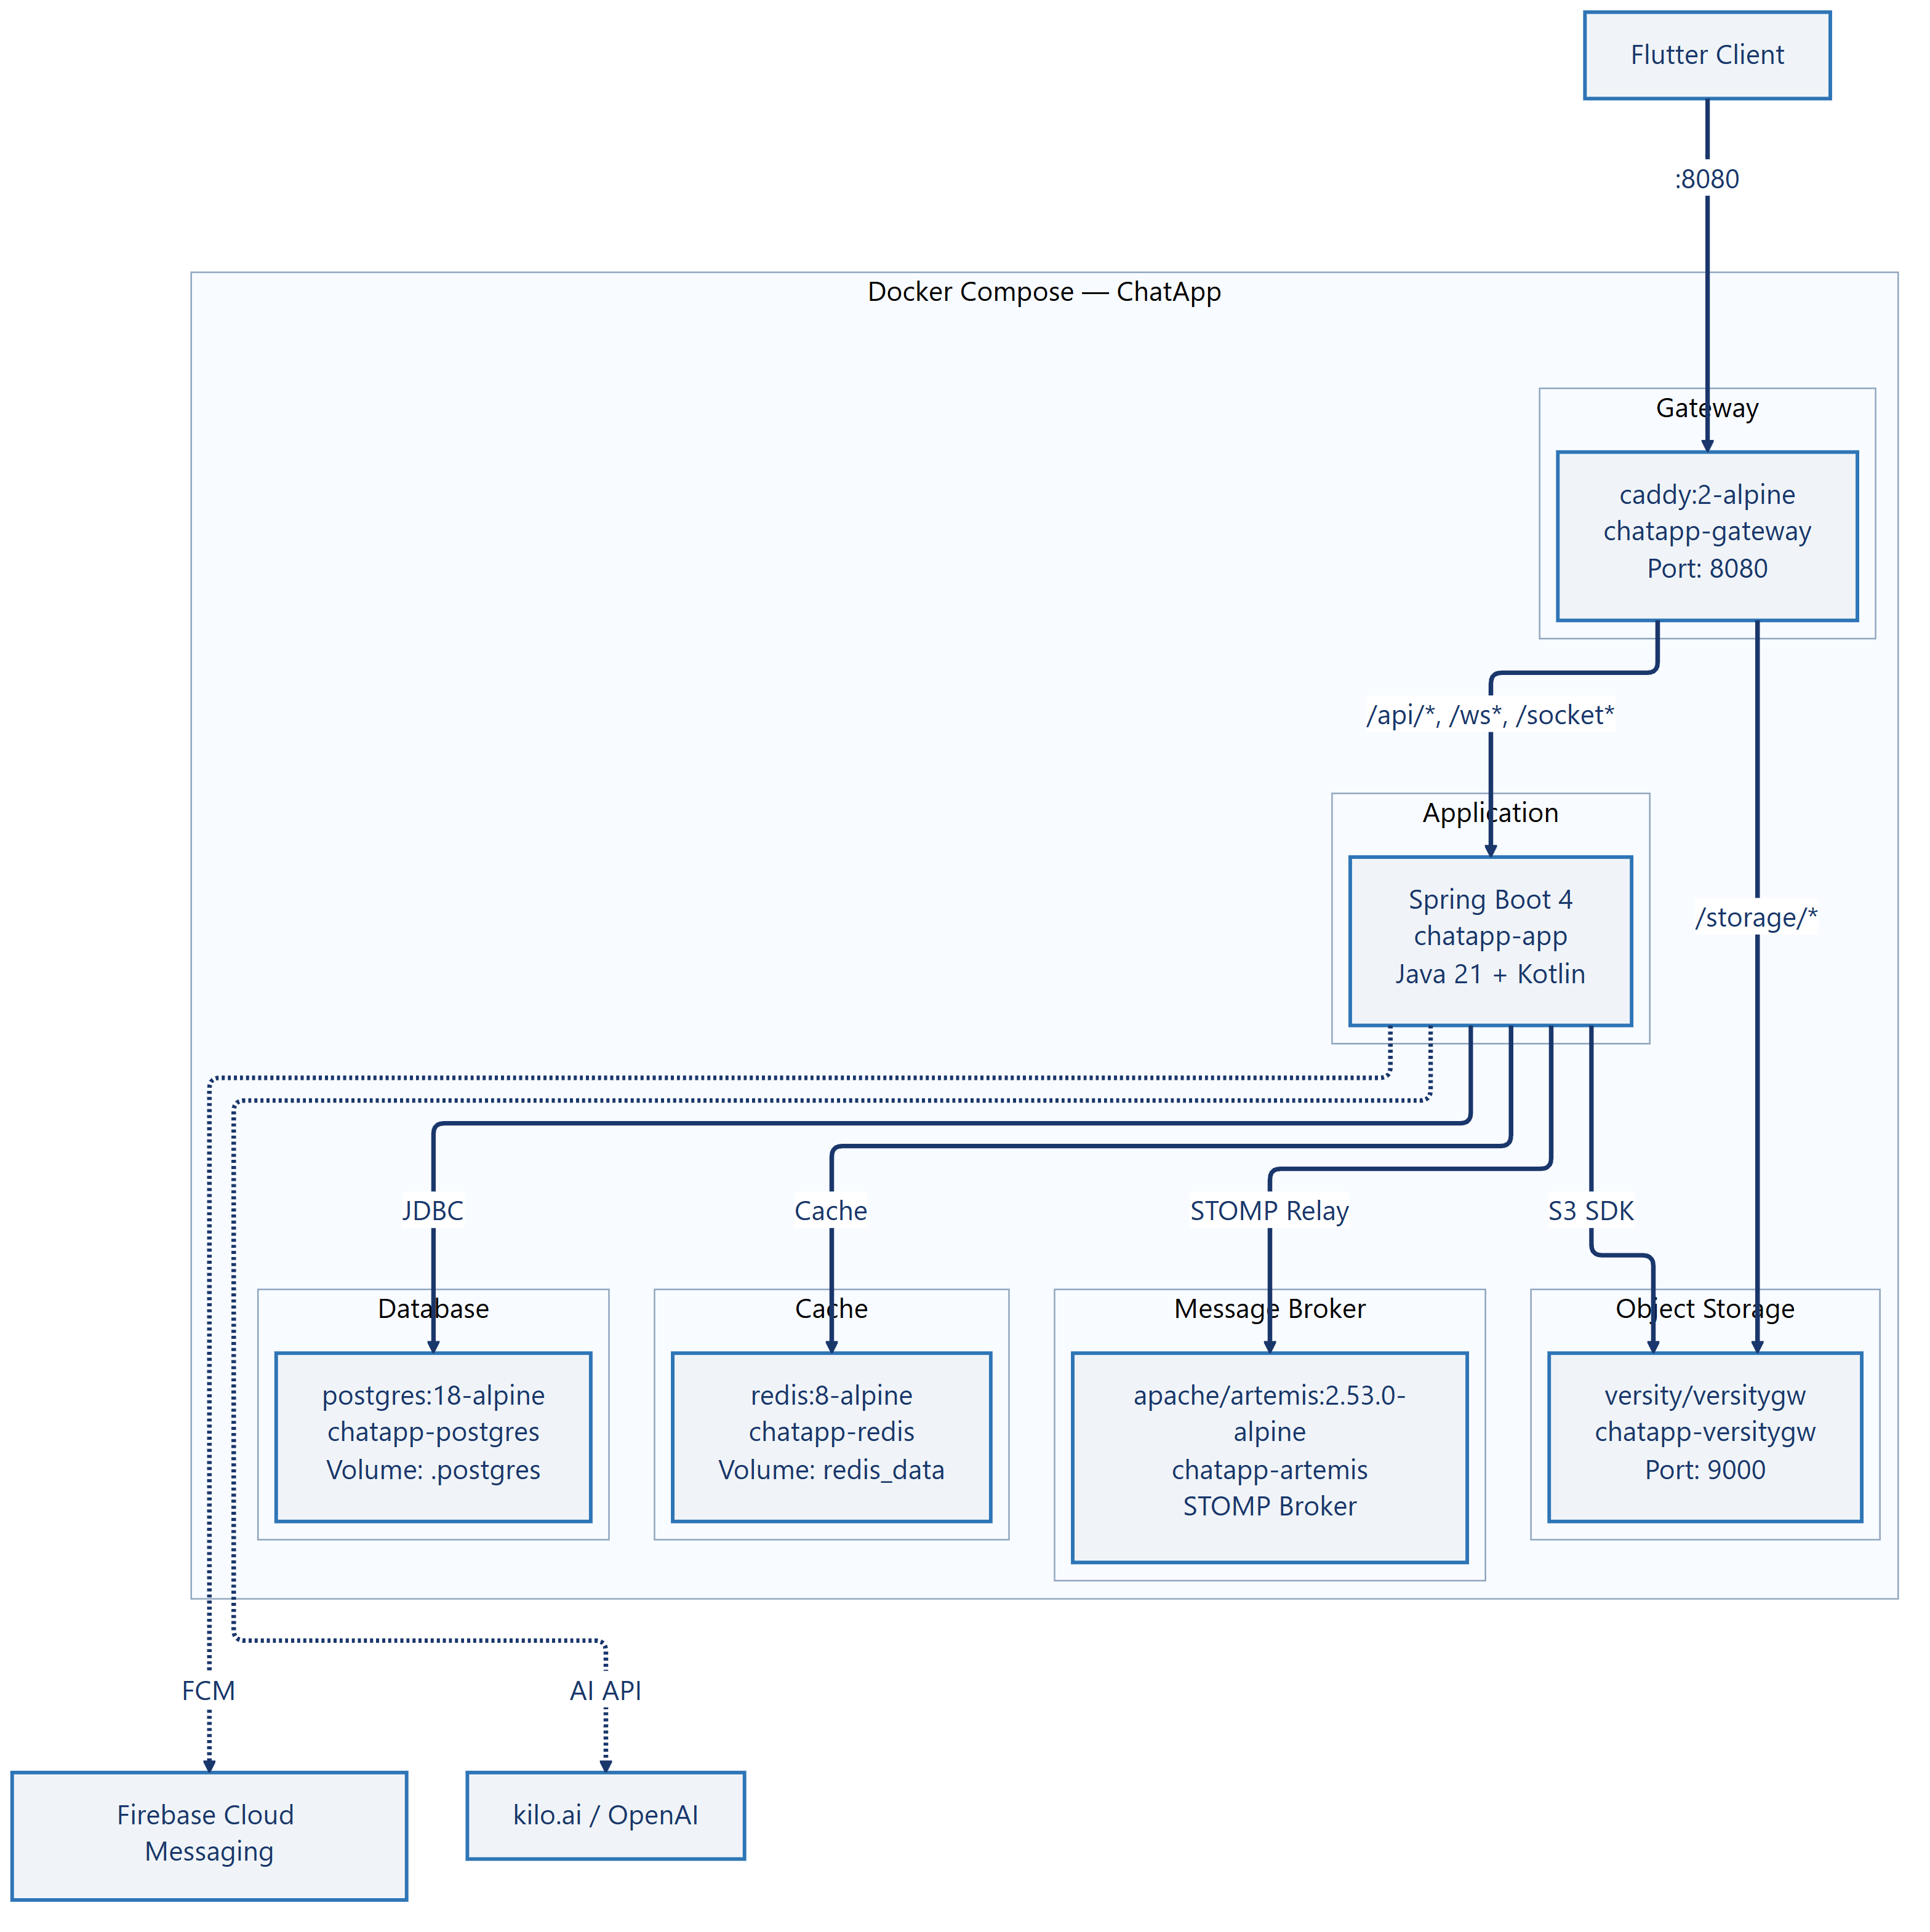 Flutter Client
:8080
Docker Compose — ChatApp
Gateway
caddy:2-alpine
chatapp-gateway
Port: 8080
/api/*, /ws*, /socket*
Application
Spring Boot 4
chatapp-app
Java 21 + Kotlin
/storage/*
JDBC
Cache
STOMP Relay
S3 SDK
Database
postgres:18-alpine
chatapp-postgres
Volume: .postgres
Cache
redis:8-alpine
chatapp-redis
Volume: redis_data
Message Broker
apache/artemis:2.53.0-
alpine
chatapp-artemis
STOMP Broker
Object Storage
versity/versitygw
chatapp-versitygw
Port: 9000
FCM
AI API
Firebase Cloud
Messaging
kilo.ai / OpenAI